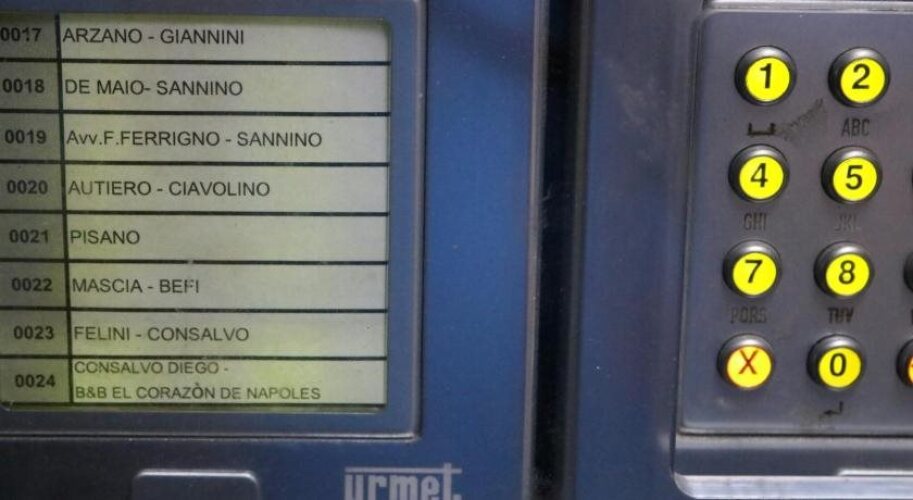 0017 ARZANO - GIANNINI
0018 DE MAIO- SANNINO
0019 Avv.F.FERRIGNO - SANNINO
0020 AUTIERO - CIAVOLINO
0021 PISANO
0022 MASCIA - BEFI
0023 FELINI - CONSALVO
0024 CONSALVO DIEGO -
B&B EL CORAZÒN DE NAPOLES
urmet
1 2
ABC
4 5
GHI JKL
7 8
PQRS TUV
X 0